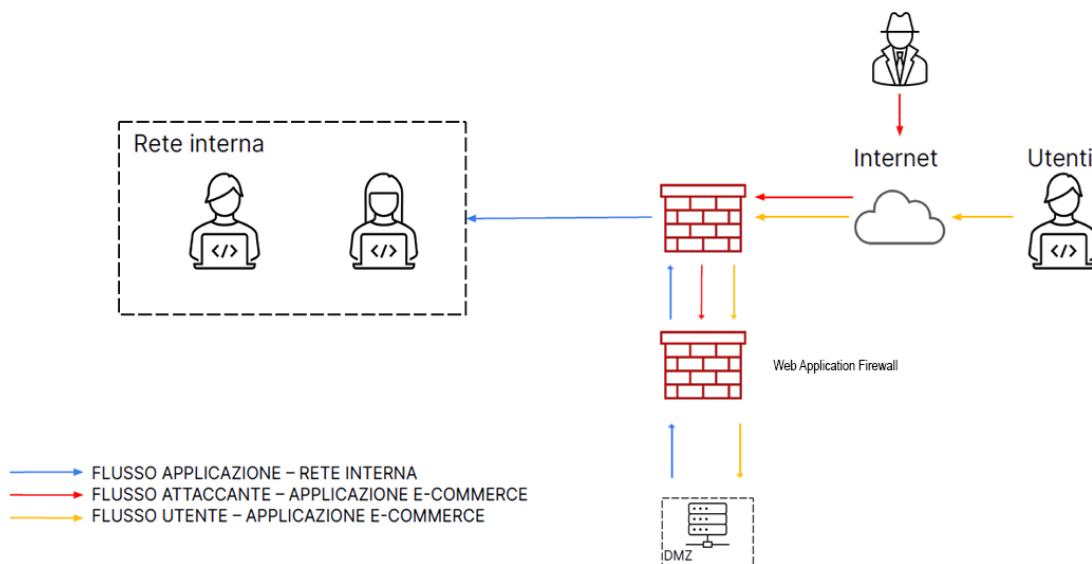 Rete interna
Internet
Utenti
Web Application Firewall
FLUSSO APPLICAZIONE – RETE INTERNA
FLUSSO ATTACCANTE – APPLICAZIONE E-COMMERCE
FLUSSO UTENTE – APPLICAZIONE E-COMMERCE
DMZ